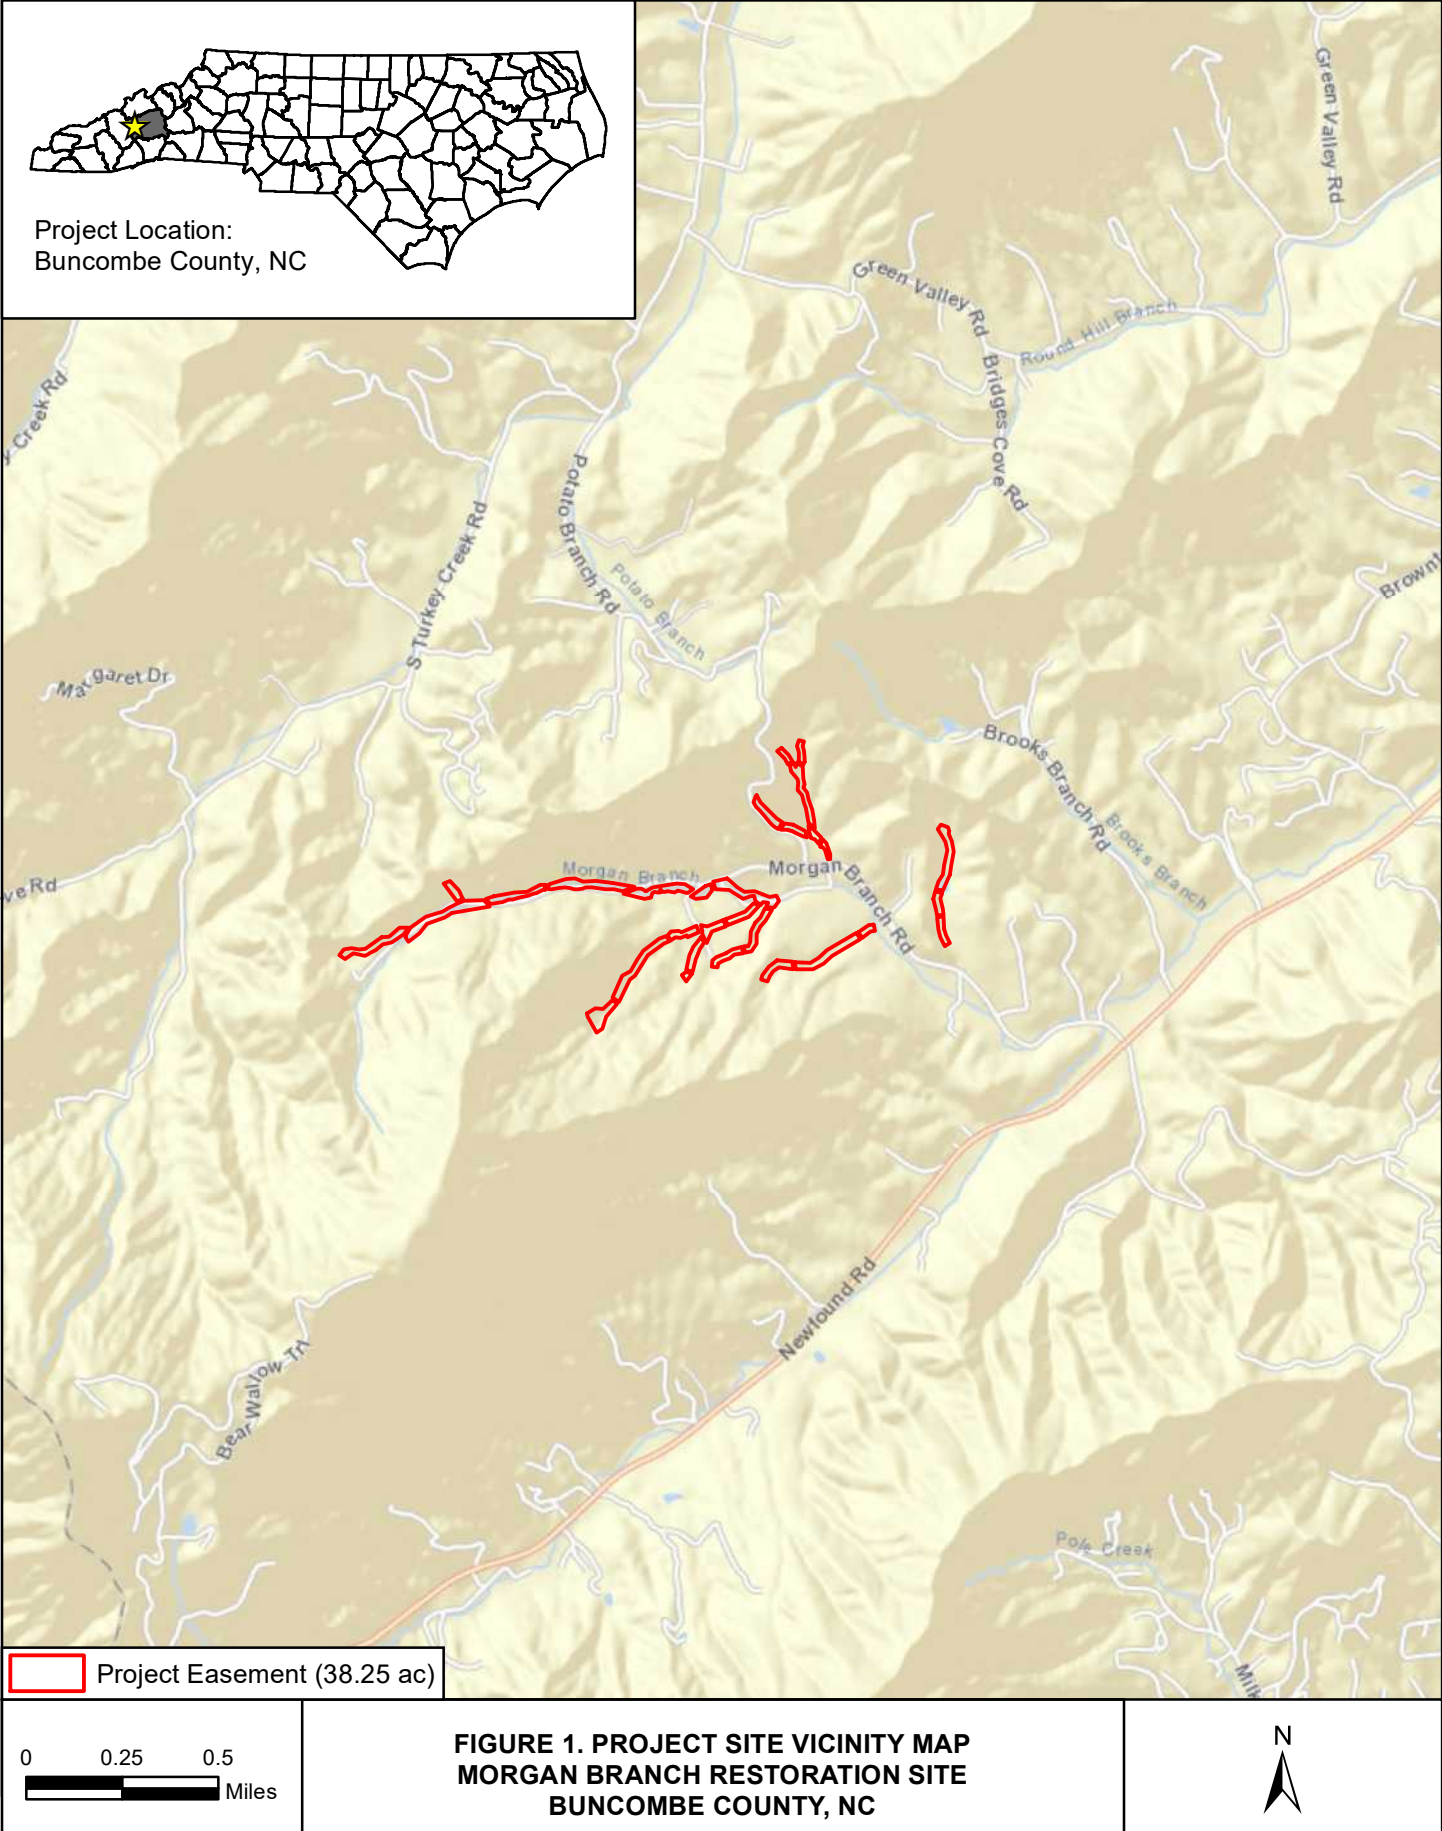 Project Location:
Buncombe County, NC
Green Valley Rd
Green Valley Rd
Round Hill Branch
Bridges Cove Rd
y Creek Rd
Potato Branch Rd
S Turkey Creek Rd
Potato Branch
Margaret Dr
Brooks Branch Rd
Brooks Branch
Morgan Branch
Morgan Branch Rd
ve Rd
Newfound Rd
Bear Wallow Trl
Pole Creek
Project Easement (38.25 ac)
0 0.25 0.5
Miles
FIGURE 1. PROJECT SITE VICINITY MAP
MORGAN BRANCH RESTORATION SITE
BUNCOMBE COUNTY, NC
N